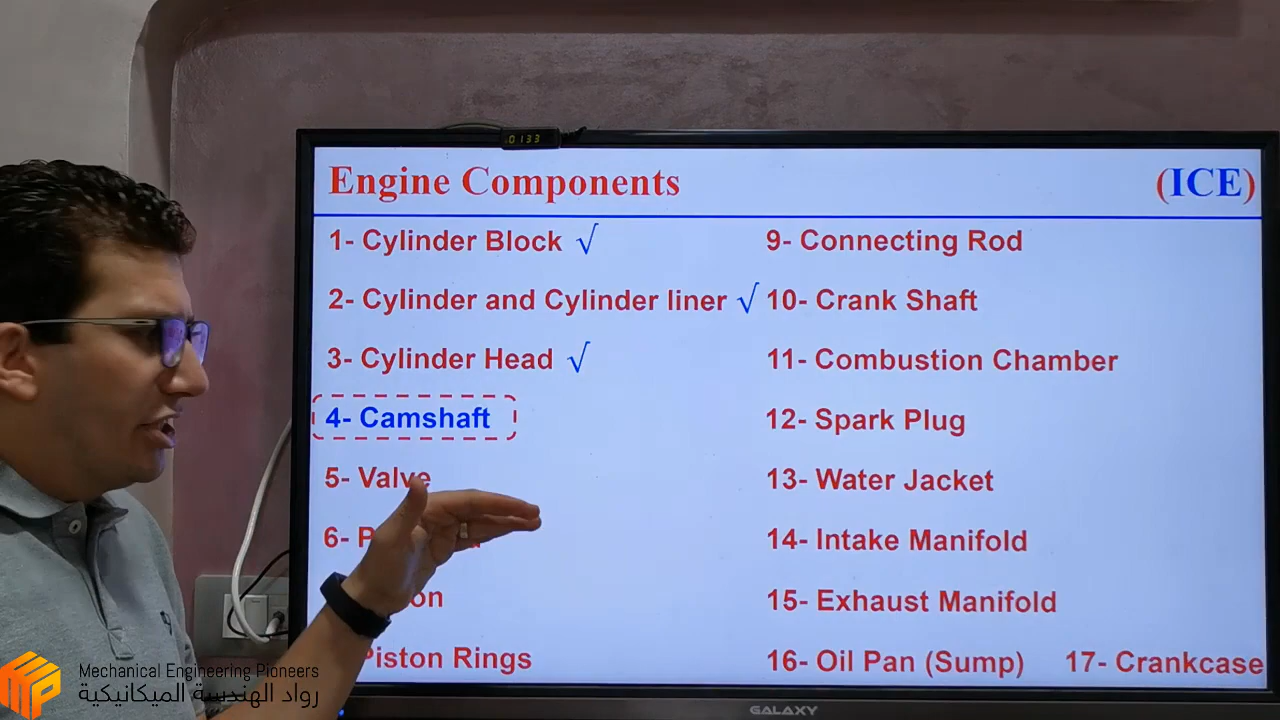 0133
Engine Components (ICE)
1- Cylinder Block √
2- Cylinder and Cylinder liner √
3- Cylinder Head √
4- Camshaft
5- Valve
6- P
on
Piston Rings
9- Connecting Rod
10- Crank Shaft
11- Combustion Chamber
12- Spark Plug
13- Water Jacket
14- Intake Manifold
15- Exhaust Manifold
16- Oil Pan (Sump) 17- Crankcase
GALAXY
Mechanical Engineering Pioneers
رواد الهندسة الميكانيكية